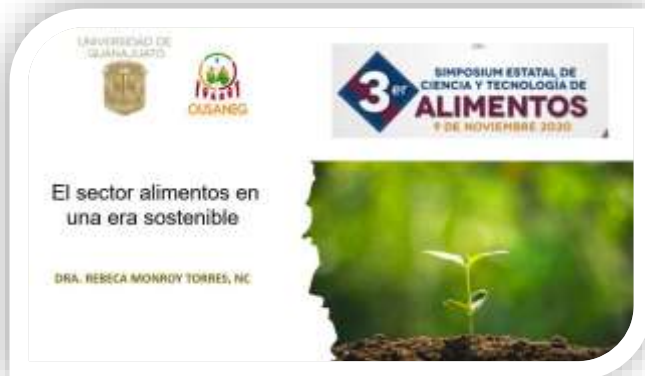 UNIVERSIDAD DE
GUANAJUATO
OUSANEG
3er
SIMPOSIUM ESTATAL DE
CIENCIA Y TECNOLOGÍA DE
ALIMENTOS
9 DE NOVIEMBRE 2020
El sector alimentos en
una era sostenible
DRA. REBECA MONROY TORRES, NC